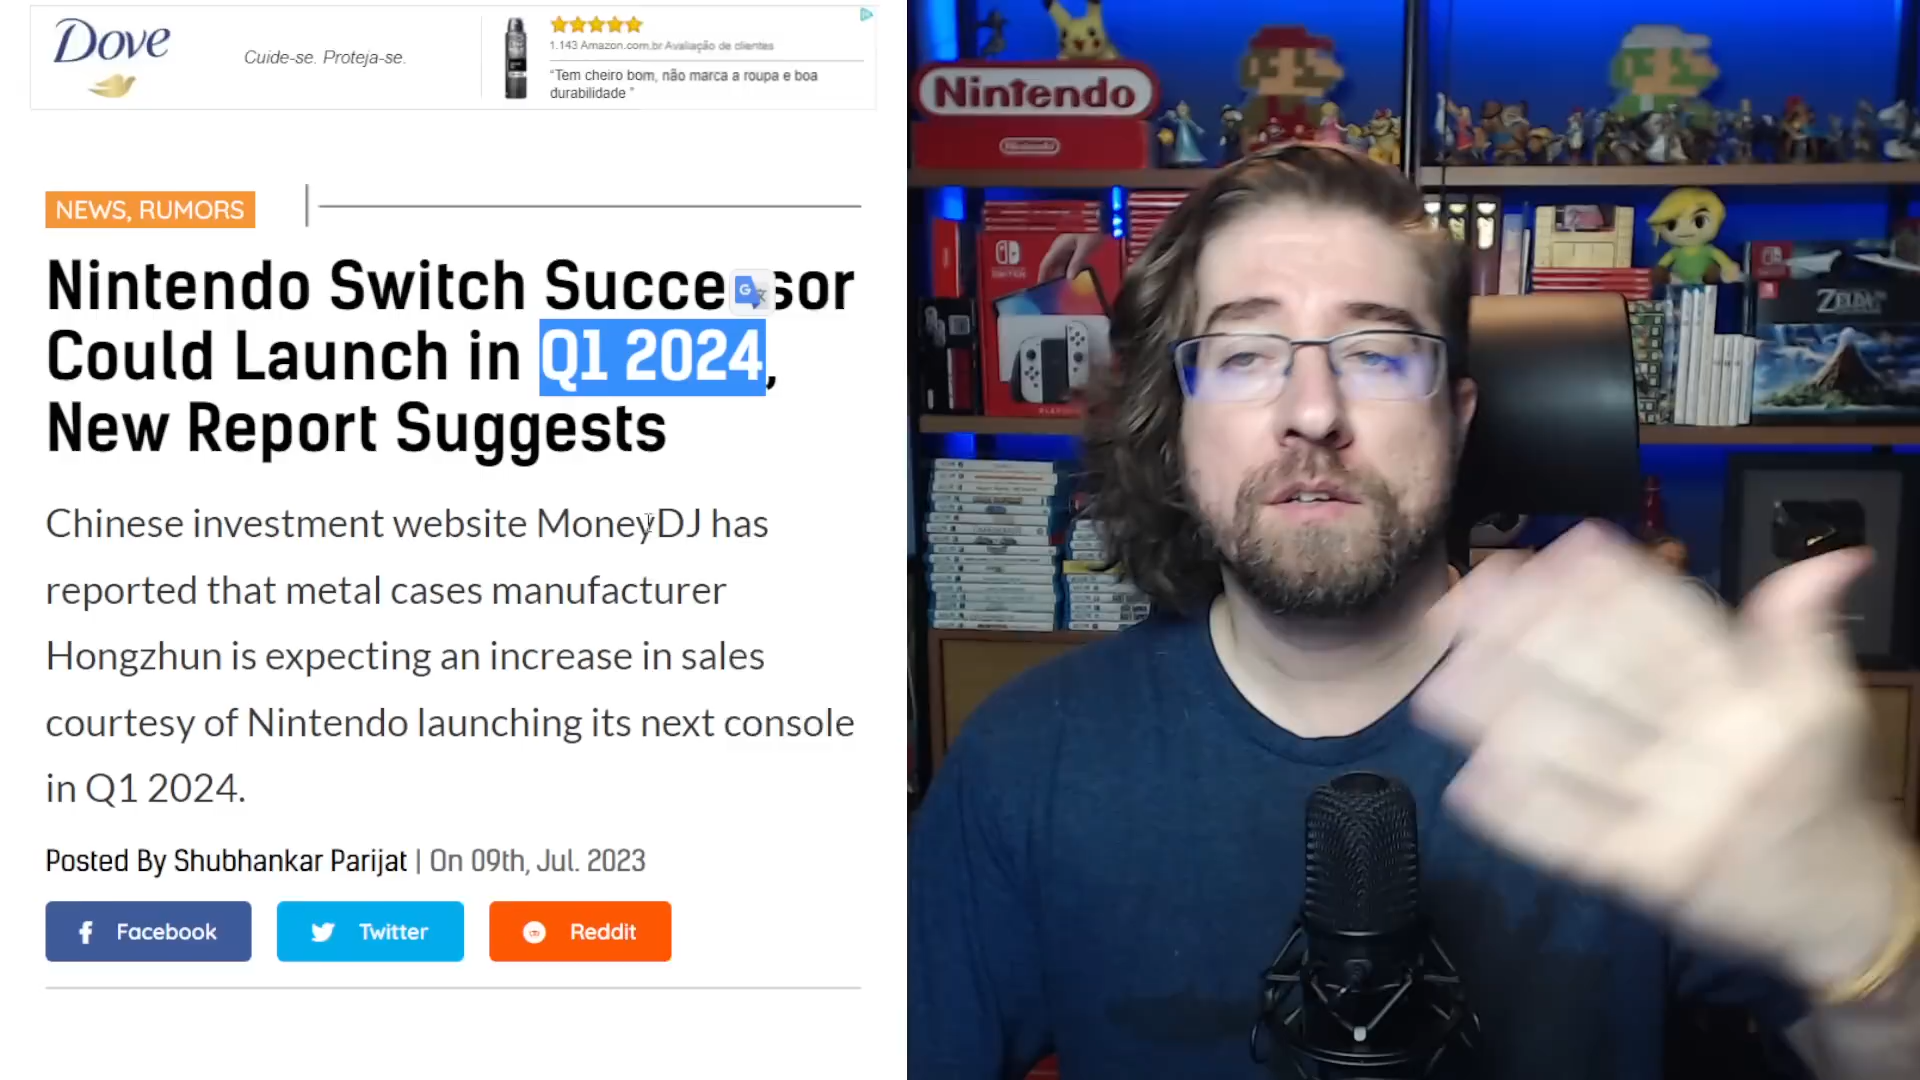 Dove
Cuide-se. Proteja-se.
1.143 Amazon.com.br Avaliação de clientes
“Tem cheiro bom, não marca a roupa e boa
durabilidade ”
NEWS, RUMORS
Nintendo Switch Successor
Could Launch in Q1 2024,
New Report Suggests
Chinese investment website MoneyDJ has
reported that metal cases manufacturer
Hongzhun is expecting an increase in sales
courtesy of Nintendo launching its next console
in Q1 2024.
Posted By Shubhankar Parijat | On 09th, Jul. 2023
Facebook
Twitter
Reddit
Nintendo
Nintendo
ZELDA